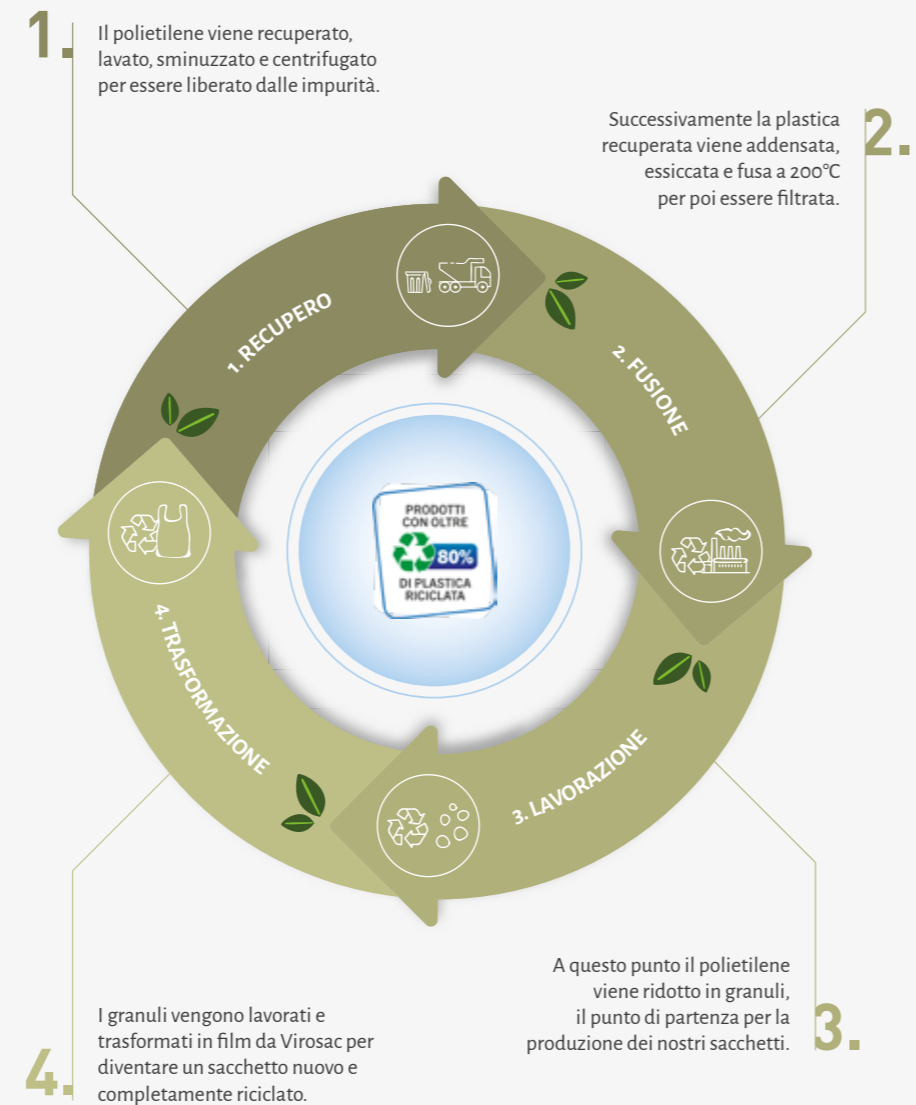 1.
Il polietilene viene recuperato,
lavato, sminuzzato e centrifugato
per essere liberato dalle impurità.
2.
Successivamente la plastica
recuperata viene addensata,
essiccata e fusa a 200°C
per poi essere filtrata.
1. RECUPERO
2. FUSIONE
PRODOTTI
CON OLTRE
80%
DI PLASTICA
RICICLATA
4. TRASFORMAZIONE
3. LAVORAZIONE
A questo punto il polietilene
viene ridotto in granuli,
il punto di partenza per la
produzione dei nostri sacchetti.
3.
I granuli vengono lavorati e
trasformati in film da Virosac per
diventare un sacchetto nuovo e
completamente riciclato.
4.